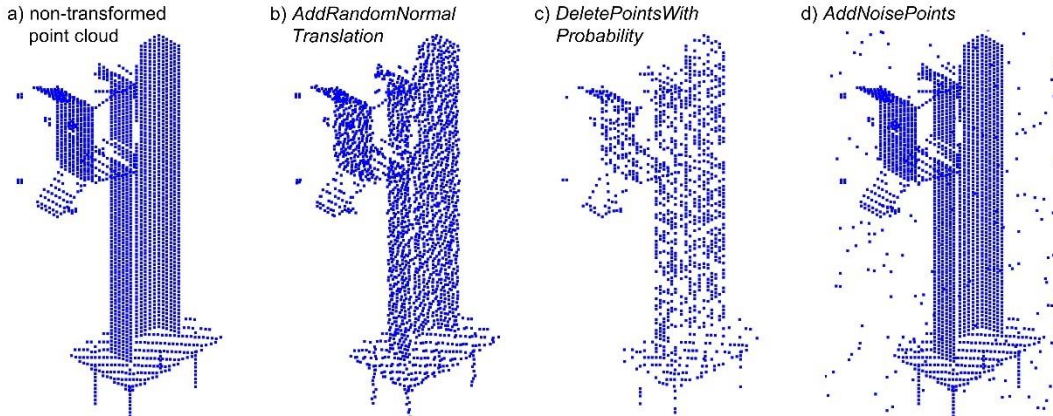 a) non-transformed
point cloud
b) AddRandomNormal
Translation
c) DeletePointsWith
Probability
d) AddNoisePoints